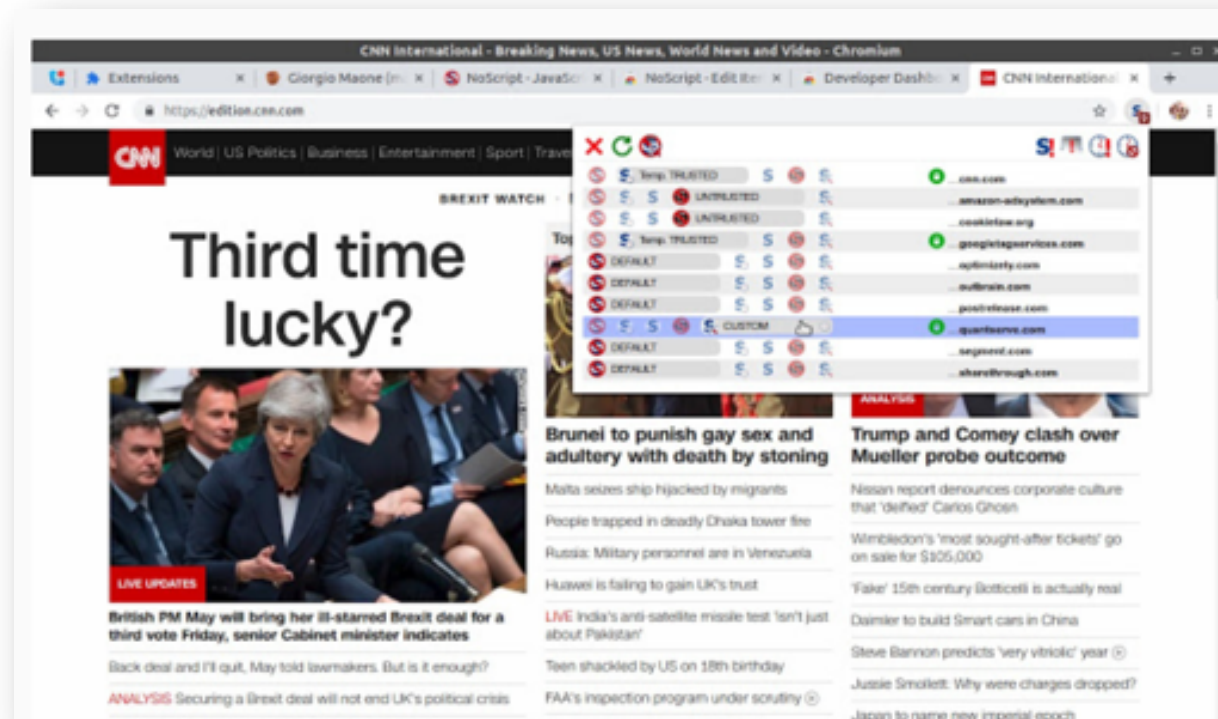 CNN International - Breaking News, US News, World News and Video - Chromium
Extensions
Giorgio Maone (m
NoScript - JavaSc
NoScript - Edit Ite
Developer Dashbo
CNN International
https://edition.cnn.com
CNN
World | US Politics | Business | Entertainment | Sport | Trave
BREXIT WATCH
Temp. TRUSTED ...cnn.com
UNTRUSTED ...amazon-adsystem.com
UNTRUSTED ...cookielaw.org
Temp. TRUSTED ...googletagservices.com
DEFAULT ...optimizely.com
DEFAULT ...outbrain.com
DEFAULT ...postrelease.com
CUSTOM ...quantserve.com
DEFAULT ...segment.com
DEFAULT ...sharethrough.com
Third time
lucky?
LIVE UPDATES
British PM May will bring her ill-starred Brexit deal for a
third vote Friday, senior Cabinet minister indicates
Back deal and I'll quit, May told lawmakers. But is it enough?
ANALYSIS Securing a Brexit deal will not end UK's political crisis
Top
Brunei to punish gay sex and
adultery with death by stoning
Malta seizes ship hijacked by migrants
People trapped in deadly Dhaka tower fire
Russia: Military personnel are in Venezuela
Huawei is failing to gain UK's trust
LIVE India's anti-satellite missile test 'isn't just
about Pakistan'
Teen shackled by US on 18th birthday
FAA's inspection program under scrutiny
ANALYSIS
Trump and Comey clash over
Mueller probe outcome
Nissan report denounces corporate culture
that 'deified' Carlos Ghosn
Wimbledon's 'most sought-after tickets' go
on sale for $105,000
'Fake' 15th century Botticelli is actually real
Daimler to build Smart cars in China
Steve Bannon predicts 'very vitriolic' year
Jussie Smollett: Why were charges dropped?
Japan to name new imperial epoch